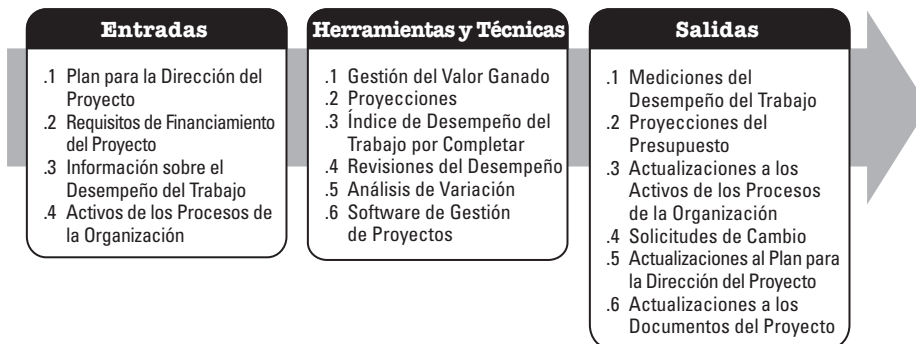 Entradas
.1 Plan para la Dirección del
Proyecto
.2 Requisitos de Financiamiento
del Proyecto
.3 Información sobre el
Desempeño del Trabajo
.4 Activos de los Procesos de
la Organización
Herramientas y Técnicas
.1 Gestión del Valor Ganado
.2 Proyecciones
.3 Índice de Desempeño del
Trabajo por Completar
.4 Revisiones del Desempeño
.5 Análisis de Variación
.6 Software de Gestión
de Proyectos
Salidas
.1 Mediciones del
Desempeño del Trabajo
.2 Proyecciones del
Presupuesto
.3 Actualizaciones a los
Activos de los Procesos
de la Organización
.4 Solicitudes de Cambio
.5 Actualizaciones al Plan para
la Dirección del Proyecto
.6 Actualizaciones a los
Documentos del Proyecto